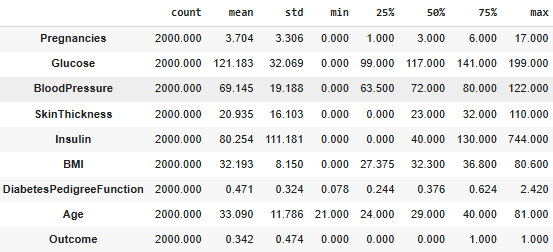 count mean std min 25% 50% 75% max
Pregnancies 2000.000 3.704 3.306 0.000 1.000 3.000 6.000 17.000
Glucose 2000.000 121.183 32.069 0.000 99.000 117.000 141.000 199.000
BloodPressure 2000.000 69.145 19.188 0.000 63.500 72.000 80.000 122.000
SkinThickness 2000.000 20.935 16.103 0.000 0.000 23.000 32.000 110.000
Insulin 2000.000 80.254 111.181 0.000 0.000 40.000 130.000 744.000
BMI 2000.000 32.193 8.150 0.000 27.375 32.300 36.800 80.600
DiabetesPedigreeFunction 2000.000 0.471 0.324 0.078 0.244 0.376 0.624 2.420
Age 2000.000 33.090 11.786 21.000 24.000 29.000 40.000 81.000
Outcome 2000.000 0.342 0.474 0.000 0.000 0.000 1.000 1.000